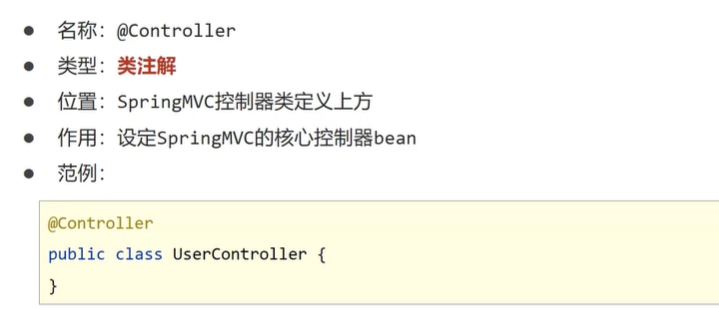 ● 名称：@Controller
● 类型：类注解
● 位置：SpringMVC控制器类定义上方
● 作用：设定SpringMVC的核心控制器bean
● 范例：
@Controller
public class UserController {
}